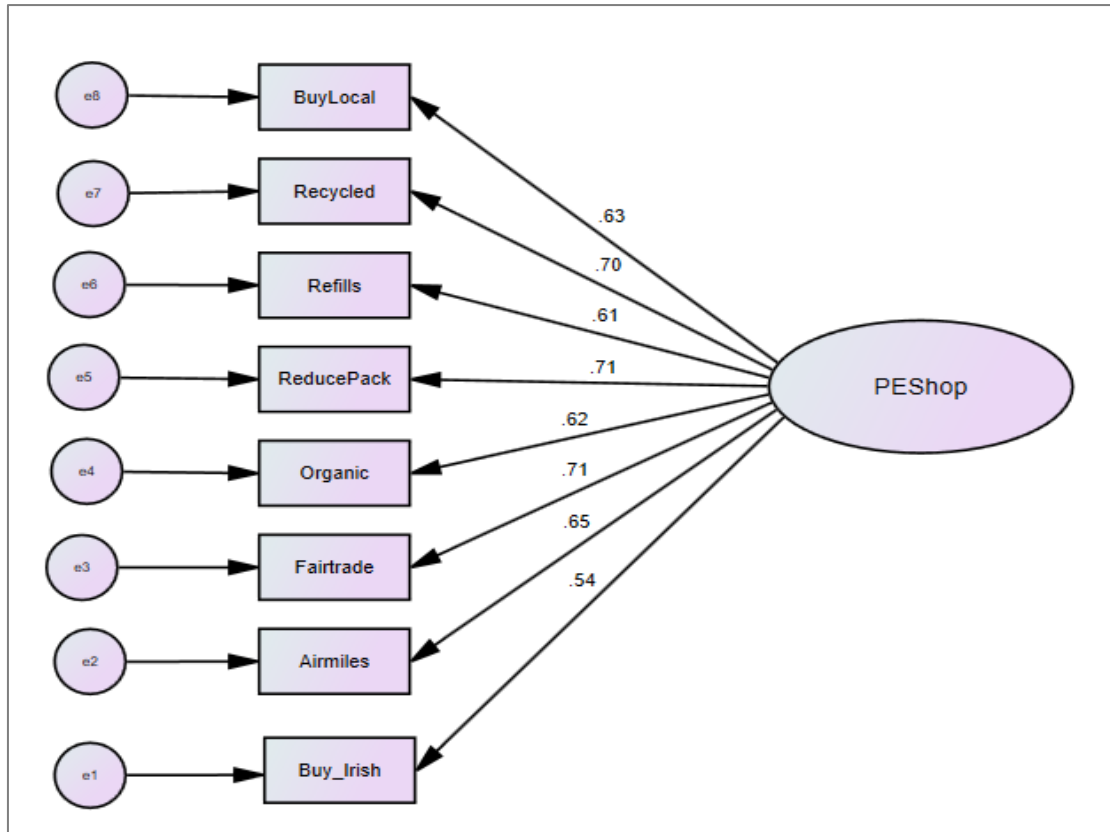 e8
BuyLocal
.63
e7
Recycled
.70
e6
Refills
.61
e5
ReducePack
.71
PEShop
e4
Organic
.62
e3
Fairtrade
.71
e2
Airmiles
.65
e1
Buy_Irish
.54